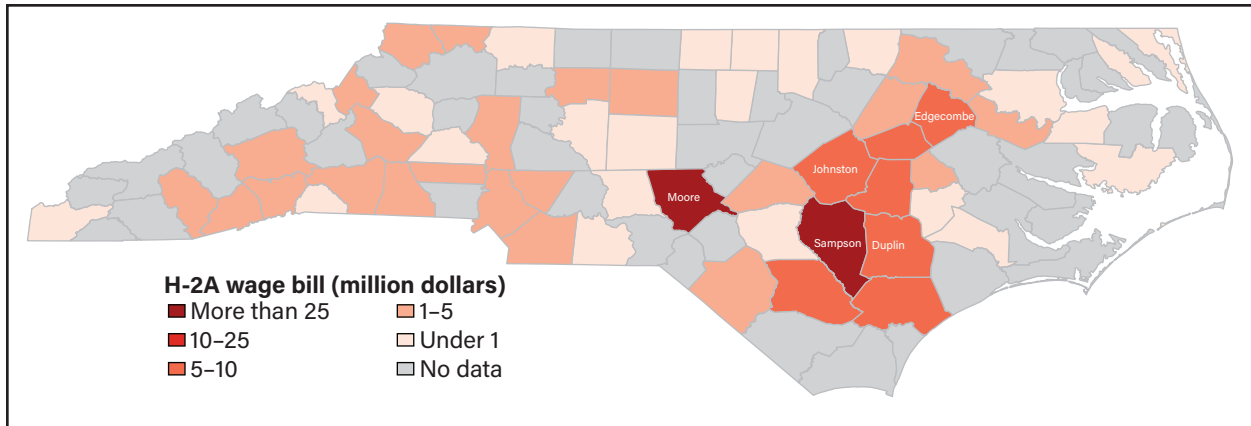 Edgecombe
Johnston
Moore
Sampson
Duplin
H-2A wage bill (million dollars)
More than 25
10–25
5–10
1–5
Under 1
No data